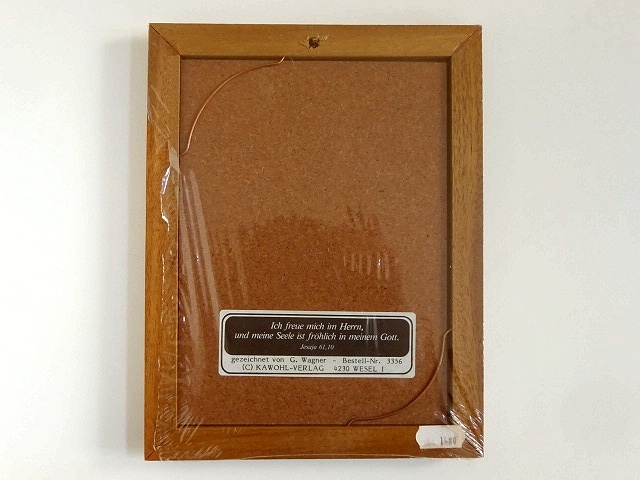 Ich freue mich im Herrn,
und meine Seele ist fröhlich in meinem Gott.
Jesaja 61,10
gezeichnet von G. Wagner - Bestell-Nr. 3356
(C) KAWOHL-VERLAG 4230 WESEL 1